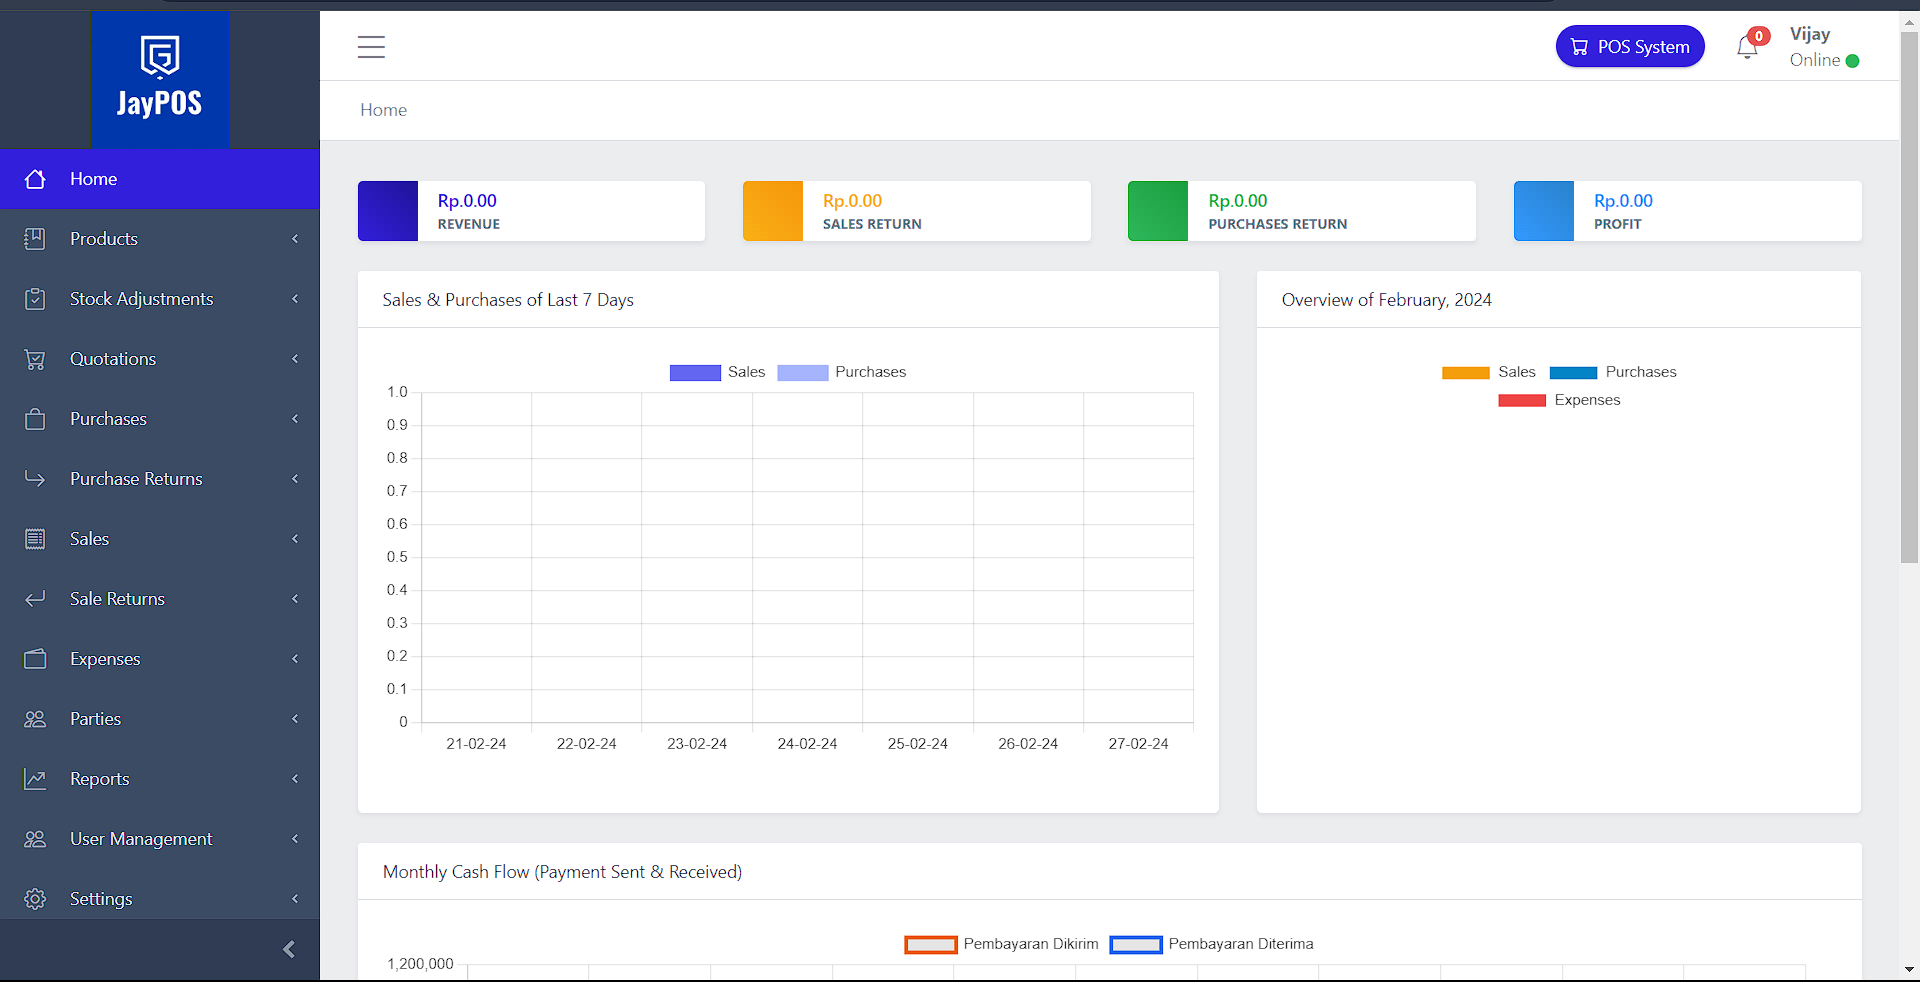 JayPOS
Home
Products
Stock Adjustments
Quotations
Purchases
Purchase Returns
Sales
Sale Returns
Expenses
Parties
Reports
User Management
Settings
POS System
0
Vijay
Online
Home
Rp.0.00
REVENUE
Rp.0.00
SALES RETURN
Rp.0.00
PURCHASES RETURN
Rp.0.00
PROFIT
Sales & Purchases of Last 7 Days
Sales Purchases
1.0
0.9
0.8
0.7
0.6
0.5
0.4
0.3
0.2
0.1
0
21-02-24 22-02-24 23-02-24 24-02-24 25-02-24 26-02-24 27-02-24
Overview of February, 2024
Sales Purchases
Expenses
Monthly Cash Flow (Payment Sent & Received)
Pembayaran Dikirim Pembayaran Diterima
1,200,000